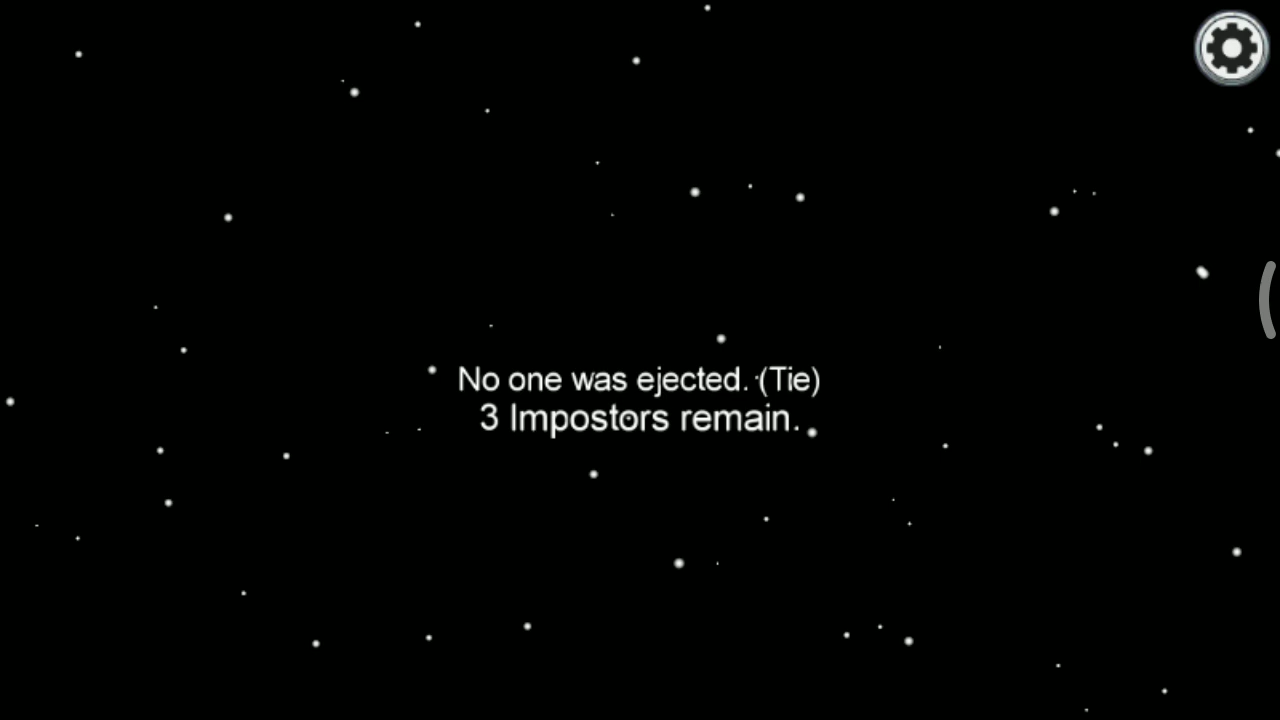 No one was ejected. (Tie)
3 Impostors remain.